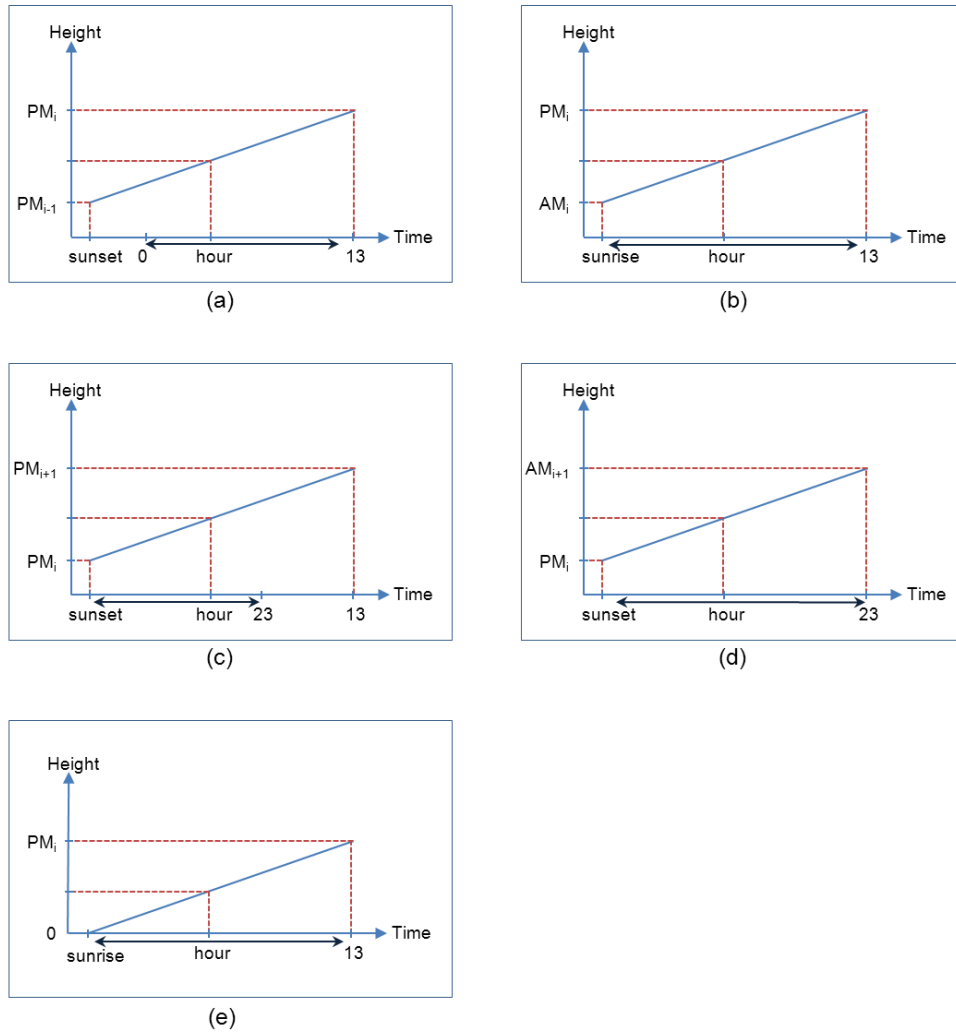 Height
PMᵢ
PMᵢ₋₁
sunset 0 hour 13 Time
(a)
Height
PMᵢ
AMᵢ
sunrise hour 13 Time
(b)
Height
PMᵢ₊₁
PMᵢ
sunset hour 23 13 Time
(c)
Height
AMᵢ₊₁
PMᵢ
sunset hour 23 Time
(d)
Height
PMᵢ
0
sunrise hour 13 Time
(e)